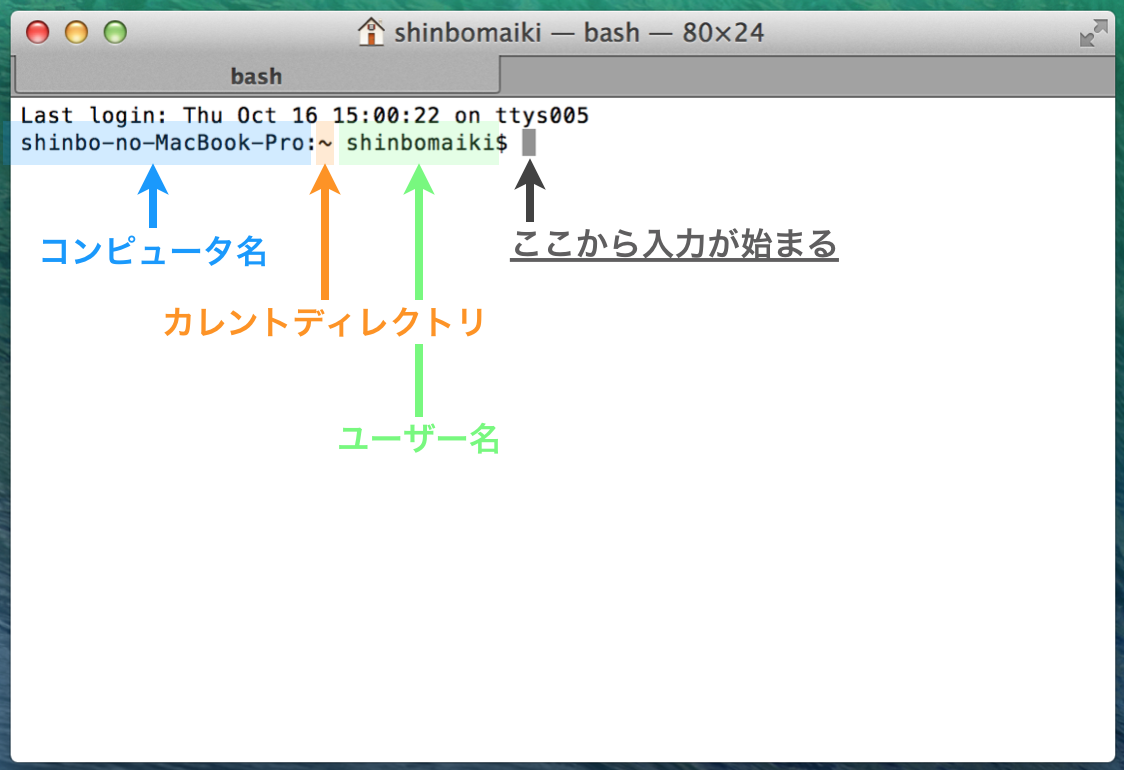 shinbomaiki — bash — 80×24
bash
Last login: Thu Oct 16 15:00:22 on ttys005
shinbo-no-MacBook-Pro:~ shinbomaiki$
コンピュータ名
ここから入力が始まる
カレントディレクトリ
ユーザー名